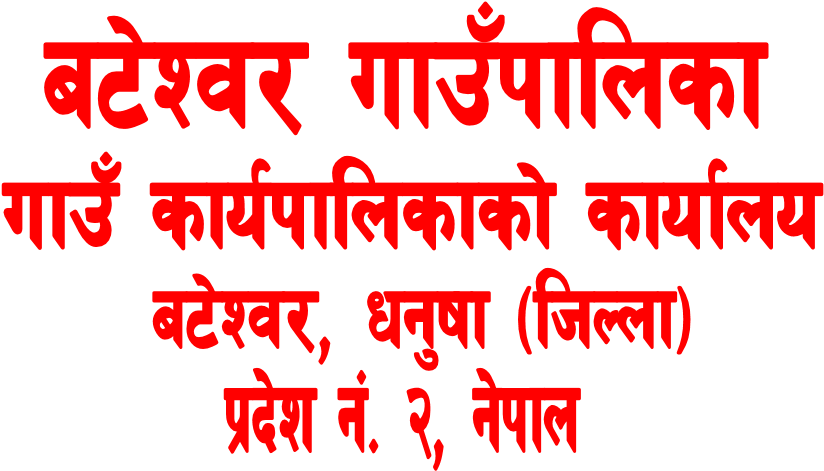 बटेश्वर गाउँपालिका
गाउँ कार्यपालिकाको कार्यालय
बटेश्वर, धनुषा (जिल्ला)
प्रदेश नं. २, नेपाल